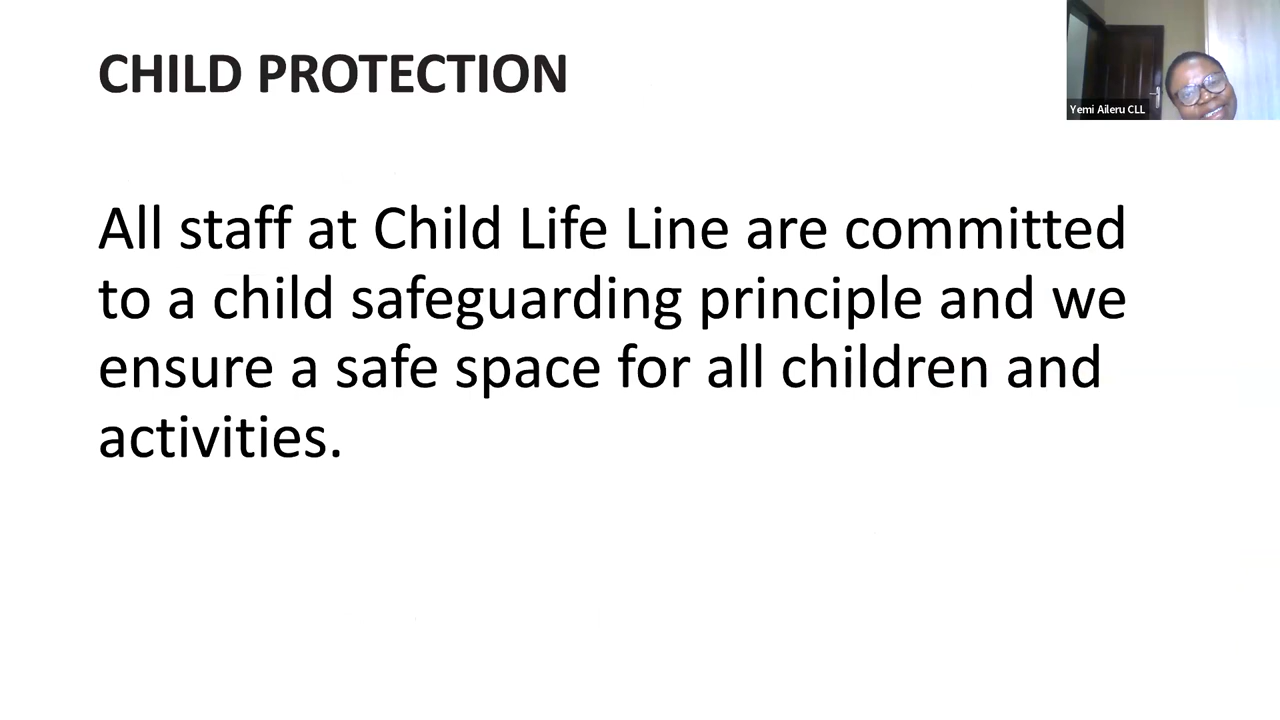 CHILD PROTECTION
Yemi Aileru CLL
All staff at Child Life Line are committed
to a child safeguarding principle and we
ensure a safe space for all children and
activities.